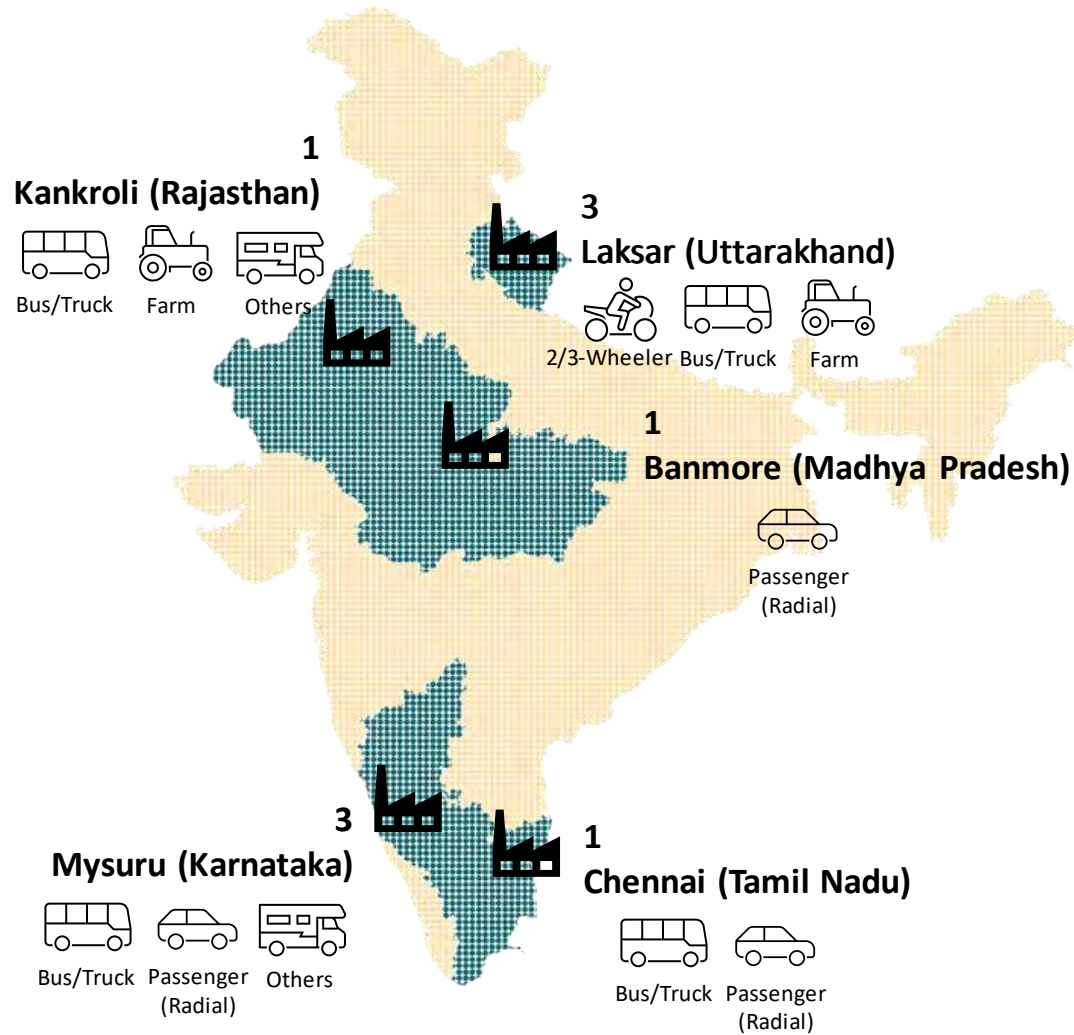 1
Kankroli (Rajasthan)
Bus/Truck
Farm
Others
3
Laksar (Uttarakhand)
2/3-Wheeler
Bus/Truck
Farm
1
Banmore (Madhya Pradesh)
Passenger
(Radial)
3
Mysuru (Karnataka)
Bus/Truck
Passenger
(Radial)
Others
1
Chennai (Tamil Nadu)
Bus/Truck
Passenger
(Radial)